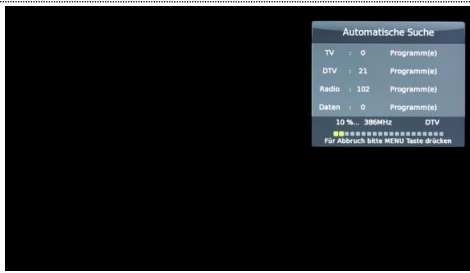 Automatische Suche
TV : 0 Programm(e)
DTV : 21 Programm(e)
Radio : 102 Programm(e)
Daten : 0 Programm(e)
10 %... 386MHz DTV
Für Abbruch bitte MENU Taste drücken